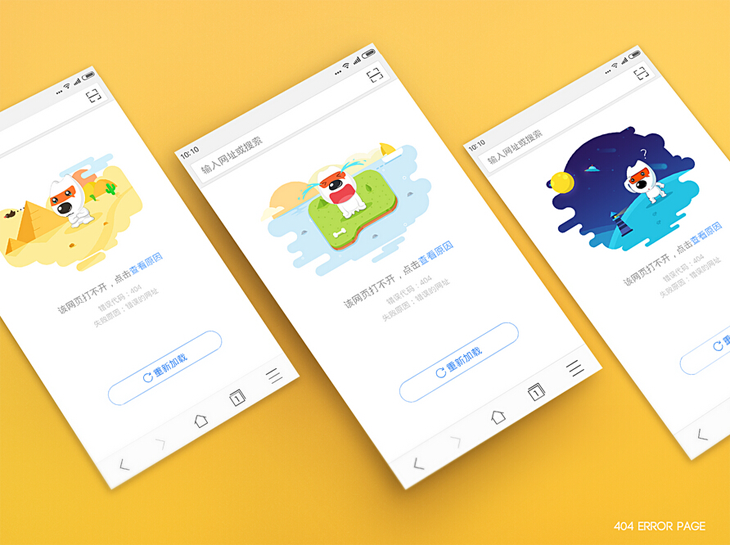 该网页打不开，点击查看原因
错误代码：404
失败原因：错误的网址
重新加载
1
10:10
输入网址或搜索
该网页打不开，点击查看原因
错误代码：404
失败原因：错误的网址
重新加载
1
10:10
输入网址或搜索
?
该网页打不开，点击查看原因
错误代码：404
失败原因：错误的网址
404 ERROR PAGE